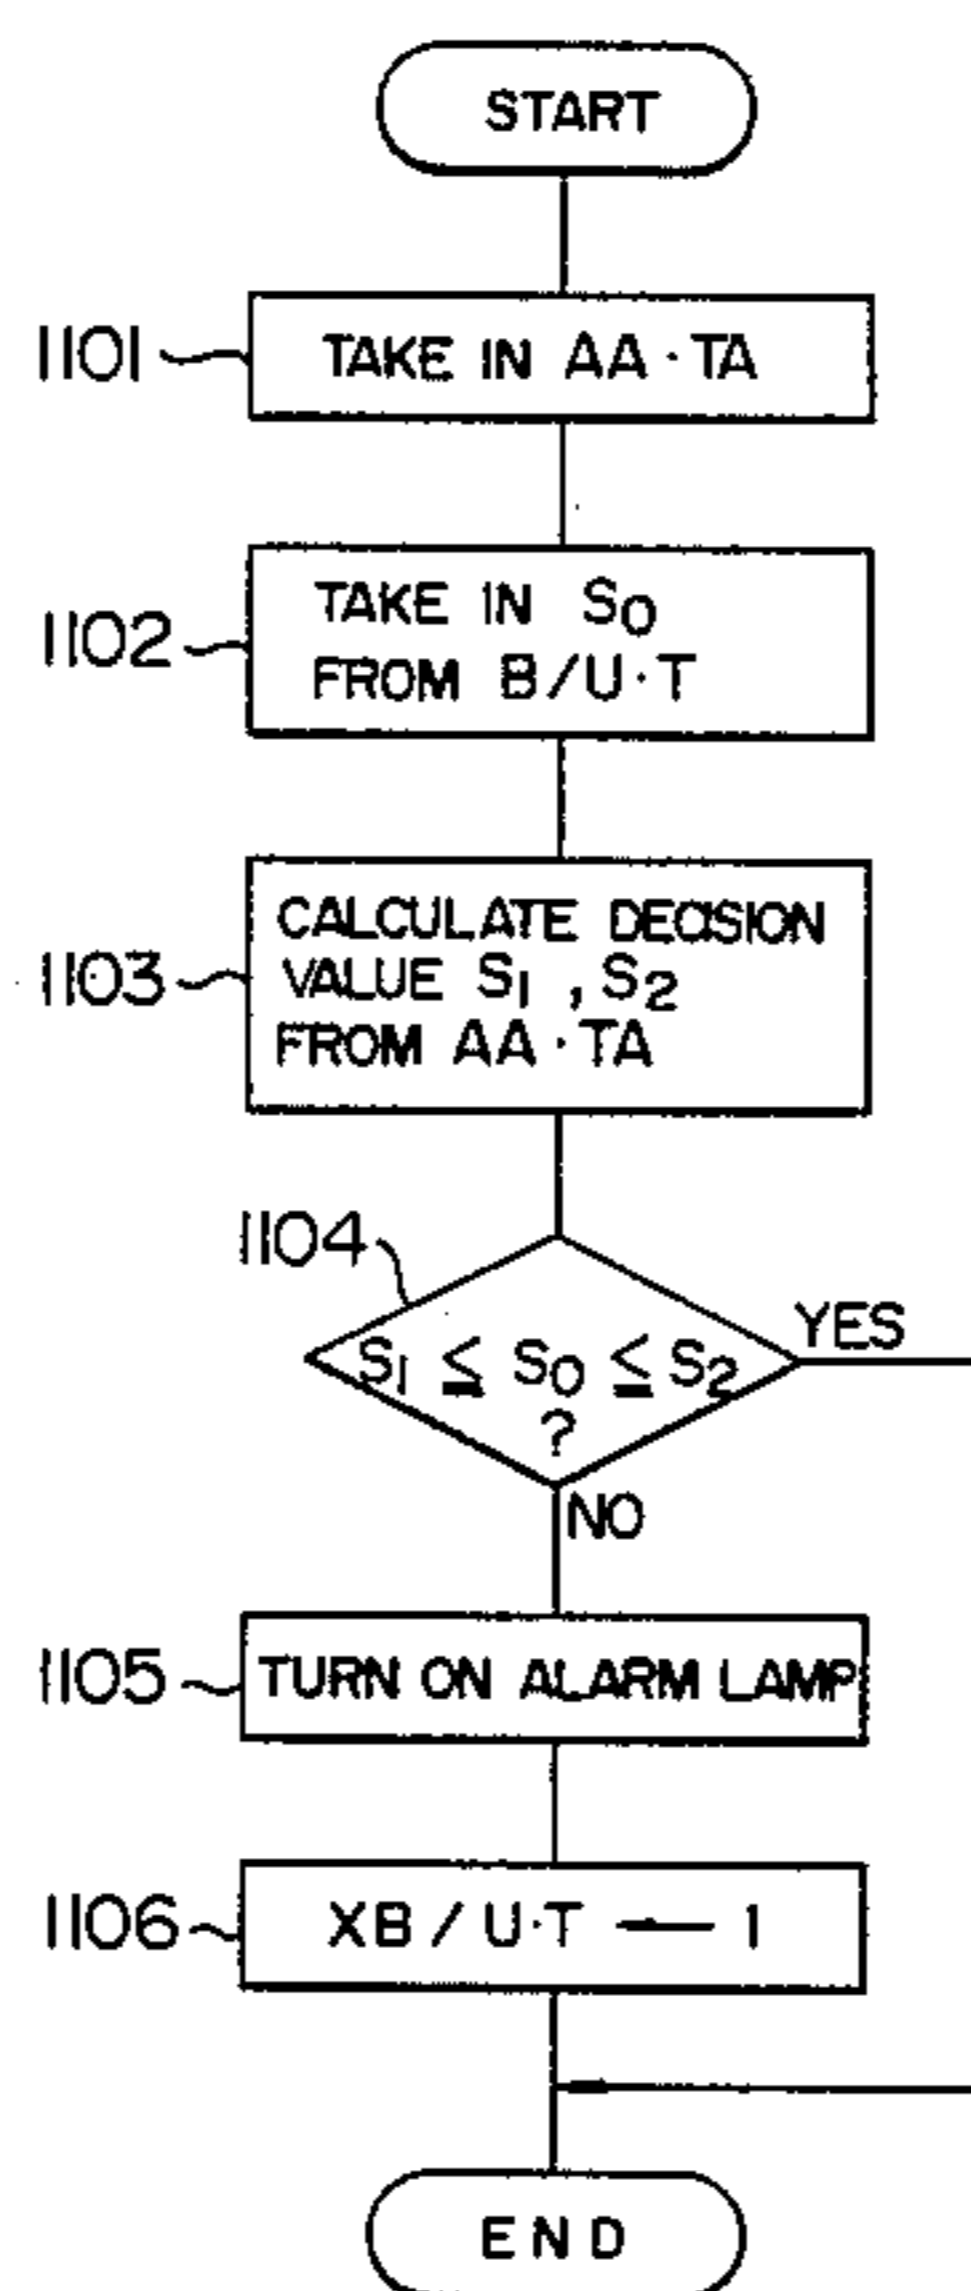 START
1101
TAKE IN AA·TA
1102
TAKE IN S0
FROM B/U·T
1103
CALCULATE DECISION
VALUE S1, S2
FROM AA·TA
1104
S1 ≦ S0 ≦ S2
?
YES
NO
1105
TURN ON ALARM LAMP
1106
XB/U·T — 1
END